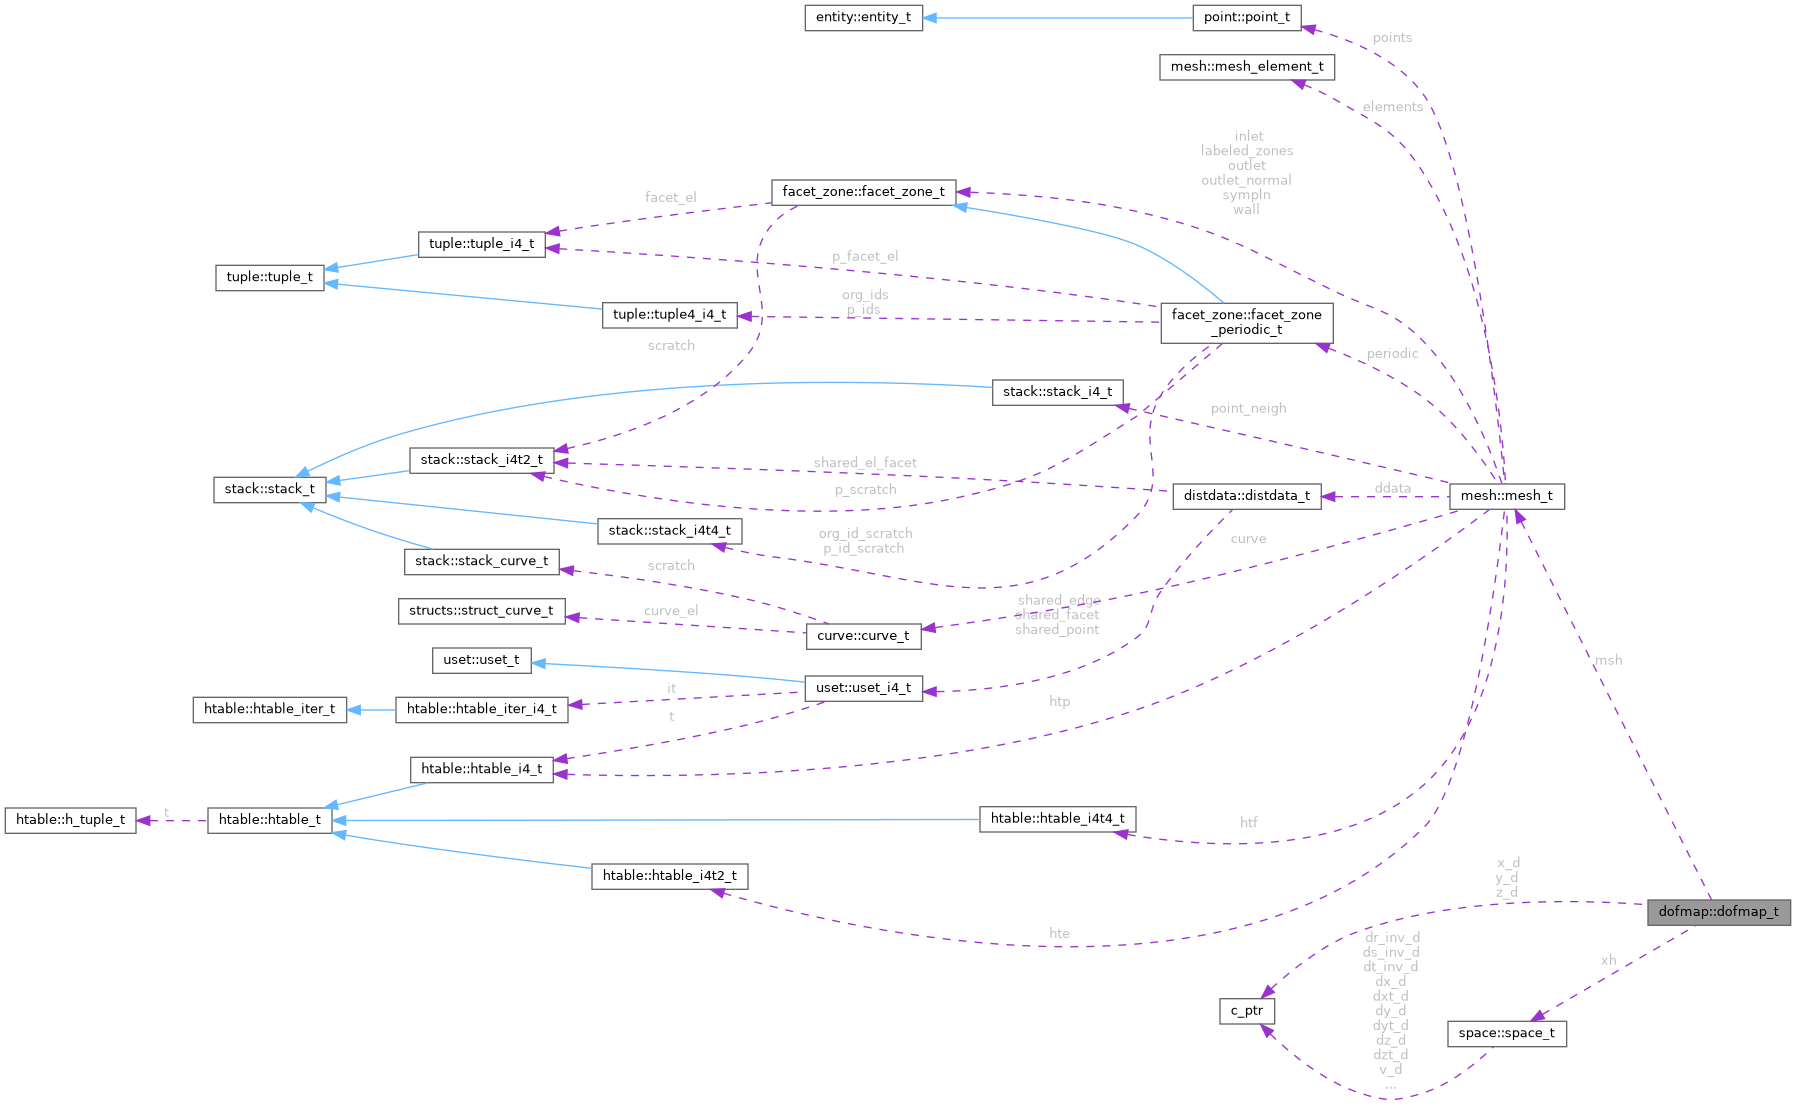 entity::entity_t
point::point_t
points
mesh::mesh_element_t
elements
inlet
labeled_zones
outlet
outlet_normal
sympln
wall
facet_zone::facet_zone_t
facet_el
tuple::tuple_i4_t
p_facet_el
tuple::tuple_t
org_ids
p_ids
tuple::tuple4_i4_t
facet_zone::facet_zone
_periodic_t
scratch
periodic
stack::stack_i4_t
point_neigh
stack::stack_i4t2_t
shared_el_facet
stack::stack_t
p_scratch
distdata::distdata_t
ddata
mesh::mesh_t
stack::stack_i4t4_t
org_id_scratch
p_id_scratch
curve
stack::stack_curve_t
scratch
structs::struct_curve_t
curve_el
shared_edge
shared_facet
shared_point
curve::curve_t
uset::uset_t
msh
uset::uset_i4_t
it
htable::htable_iter_t
htable::htable_iter_i4_t
htp
t
htable::htable_i4_t
htable::h_tuple_t
t
htable::htable_t
htable::htable_i4t4_t
htf
htable::htable_i4t2_t
x_d
y_d
z_d
dofmap::dofmap_t
hte
dr_inv_d
ds_inv_d
dt_inv_d
dx_d
dxt_d
dy_d
dyt_d
dz_d
dzt_d
v_d
...
xh
c_ptr
space::space_t